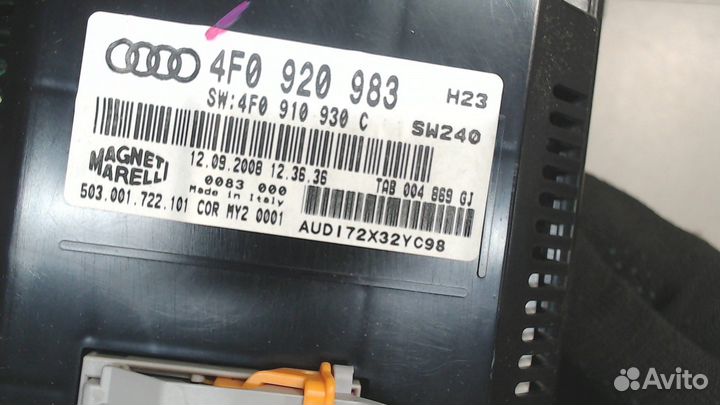 4F0 920 983 H23
SW:4F0 910 930 C SW240
MAGNETI
MARELLI
12.09.2008 12.36.36 TAB 004 869 GJ
0083 000
Made in Italy
503.001.722.101 COR MY2 0001
AUDI72X32YC98
Avito